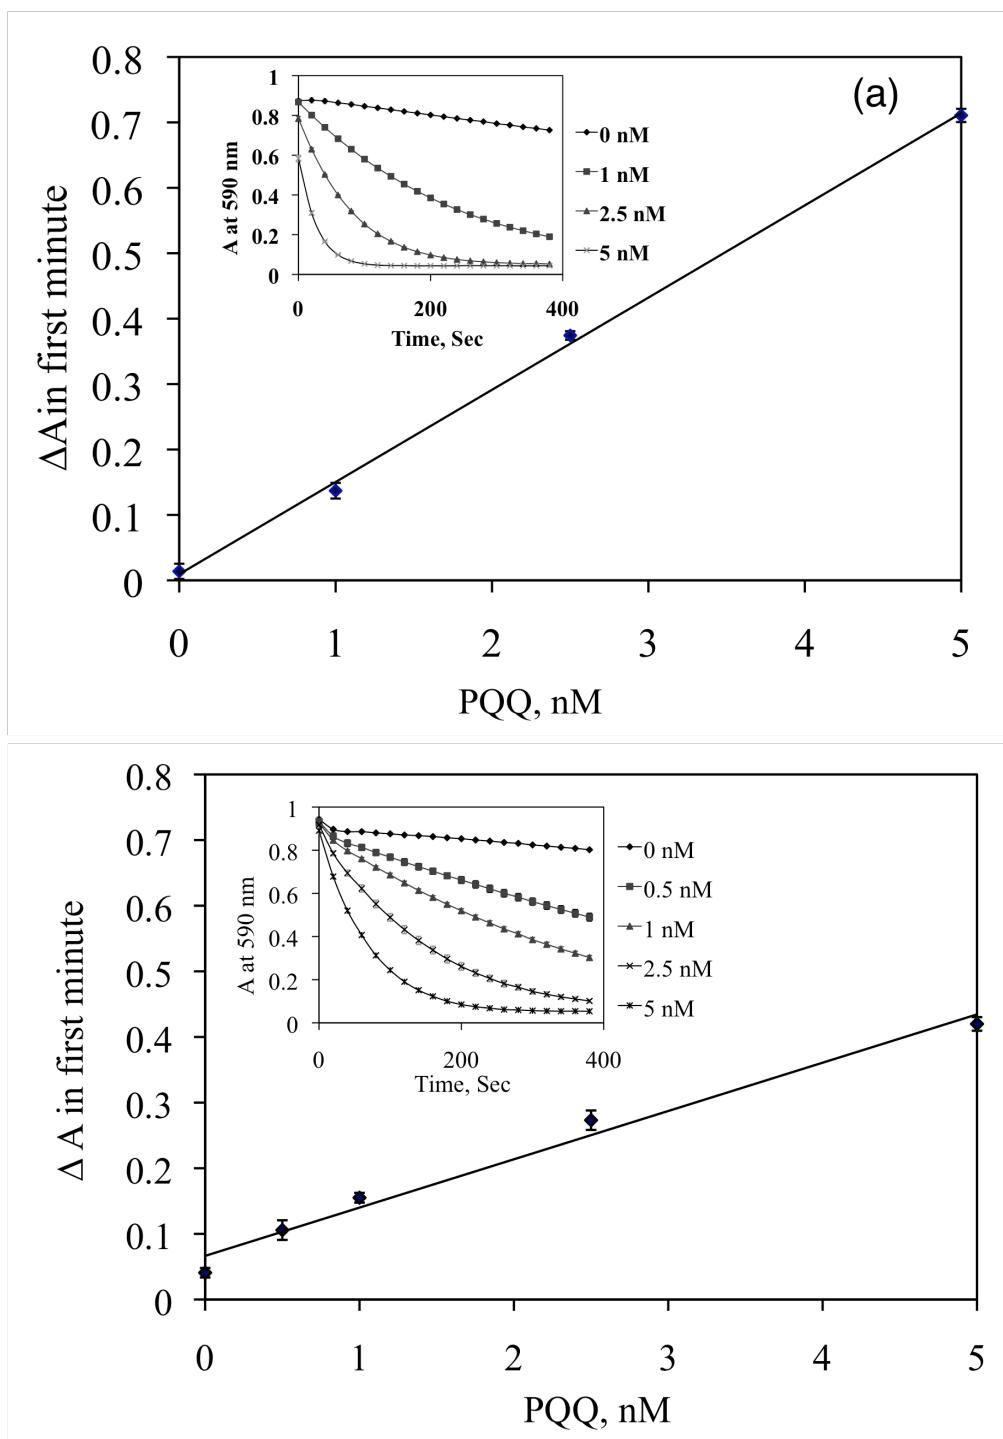 (a)
0.8
0.7
0.6
0.5
0.4
0.3
0.2
0.1
0
ΔAin first minute
0 1 2 3 4 5
PQQ, nM
1
0.8
0.6
0.4
0.2
0
A at 590 nm
0 200 400
Time, Sec
0 nM
1 nM
2.5 nM
5 nM
0.8
0.7
0.6
0.5
0.4
0.3
0.2
0.1
0
Δ A in first minute
0 1 2 3 4 5
PQQ, nM
1
0.8
0.6
0.4
0.2
0
A at 590 nm
0 200 400
Time, Sec
0 nM
0.5 nM
1 nM
2.5 nM
5 nM